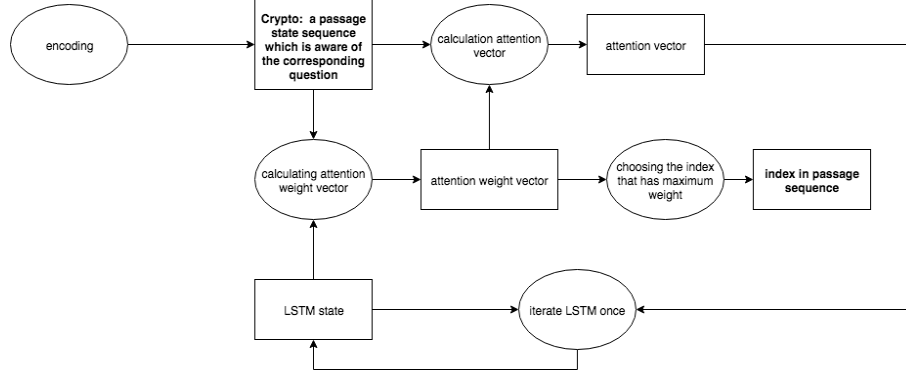 encoding
Crypto: a passage
state sequence
which is aware of
the corresponding
question
calculation attention
vector
attention vector
calculating attention
weight vector
attention weight vector
choosing the index
that has maximum
weight
index in passage
sequence
LSTM state
iterate LSTM once